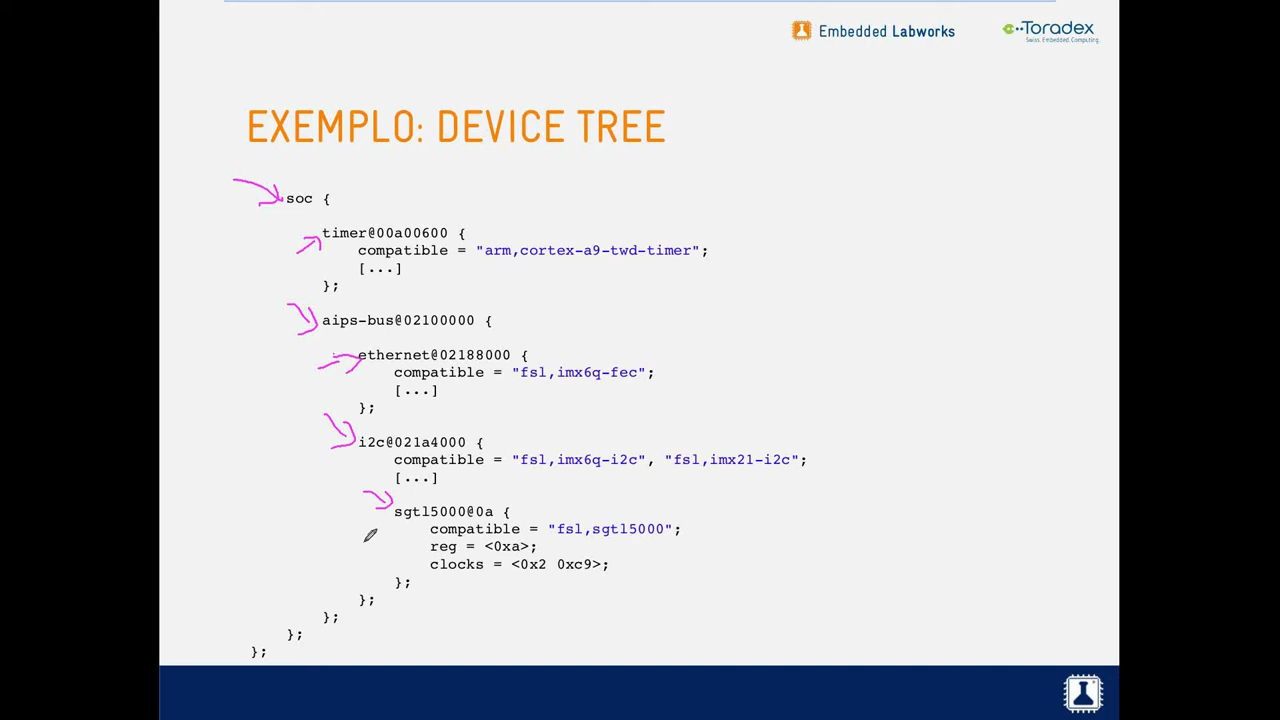 Embedded Labworks
Toradex
Swiss. Embedded. Computing.
EXEMPLO: DEVICE TREE
soc {
timer@00a00600 {
compatible = "arm,cortex-a9-twd-timer";
[...]
};
aips-bus@02100000 {
ethernet@02188000 {
compatible = "fsl,imx6q-fec";
[...]
};
i2c@021a4000 {
compatible = "fsl,imx6q-i2c", "fsl,imx21-i2c";
[...]
sgtl5000@0a {
compatible = "fsl,sgtl5000";
reg = <0xa>;
clocks = <0x2 0xc9>;
};
};
};
};
};